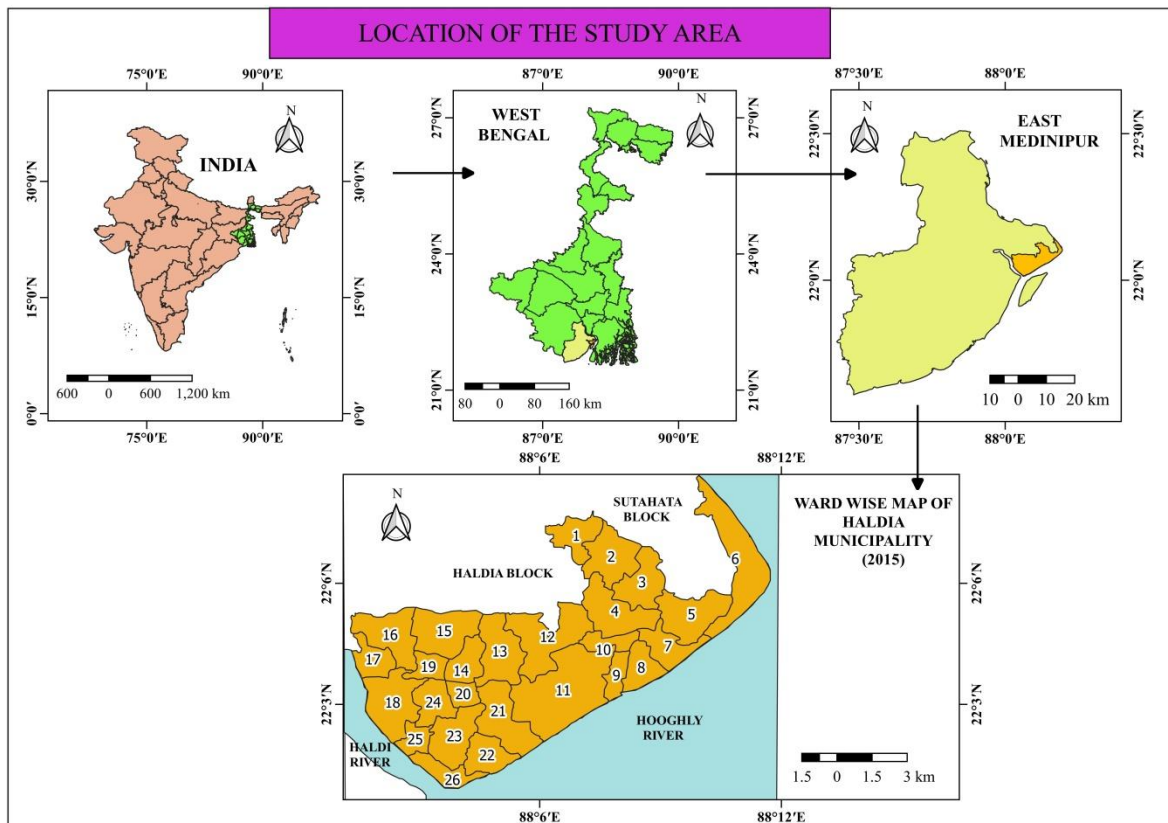 LOCATION OF THE STUDY AREA
75°0′E
90°0′E
N
INDIA
30°0′N
15°0′N
0°0′
30°0′N
15°0′N
0°0′
600
0
600
1,200 km
75°0′E
90°0′E
87°0′E
90°0′E
WEST
BENGAL
N
27°0′N
24°0′N
21°0′N
27°0′N
24°0′N
21°0′N
80
0
80
160 km
87°0′E
90°0′E
87°30′E
88°0′E
N
EAST
MEDINIPUR
22°30′N
22°0′N
22°30′N
22°0′N
10
0
10
20 km
87°30′E
88°0′E
88°6′E
88°12′E
N
SUTAHATA
BLOCK
HALDIA BLOCK
WARD WISE MAP OF
HALDIA
MUNICIPALITY
(2015)
22°6′N
22°3′N
22°6′N
22°3′N
1
2
3
4
5
6
7
8
9
10
11
12
13
14
15
16
17
18
19
20
21
22
23
24
25
26
HOOGHLY
RIVER
HALDI
RIVER
1.5
0
1.5
3 km
88°6′E
88°12′E